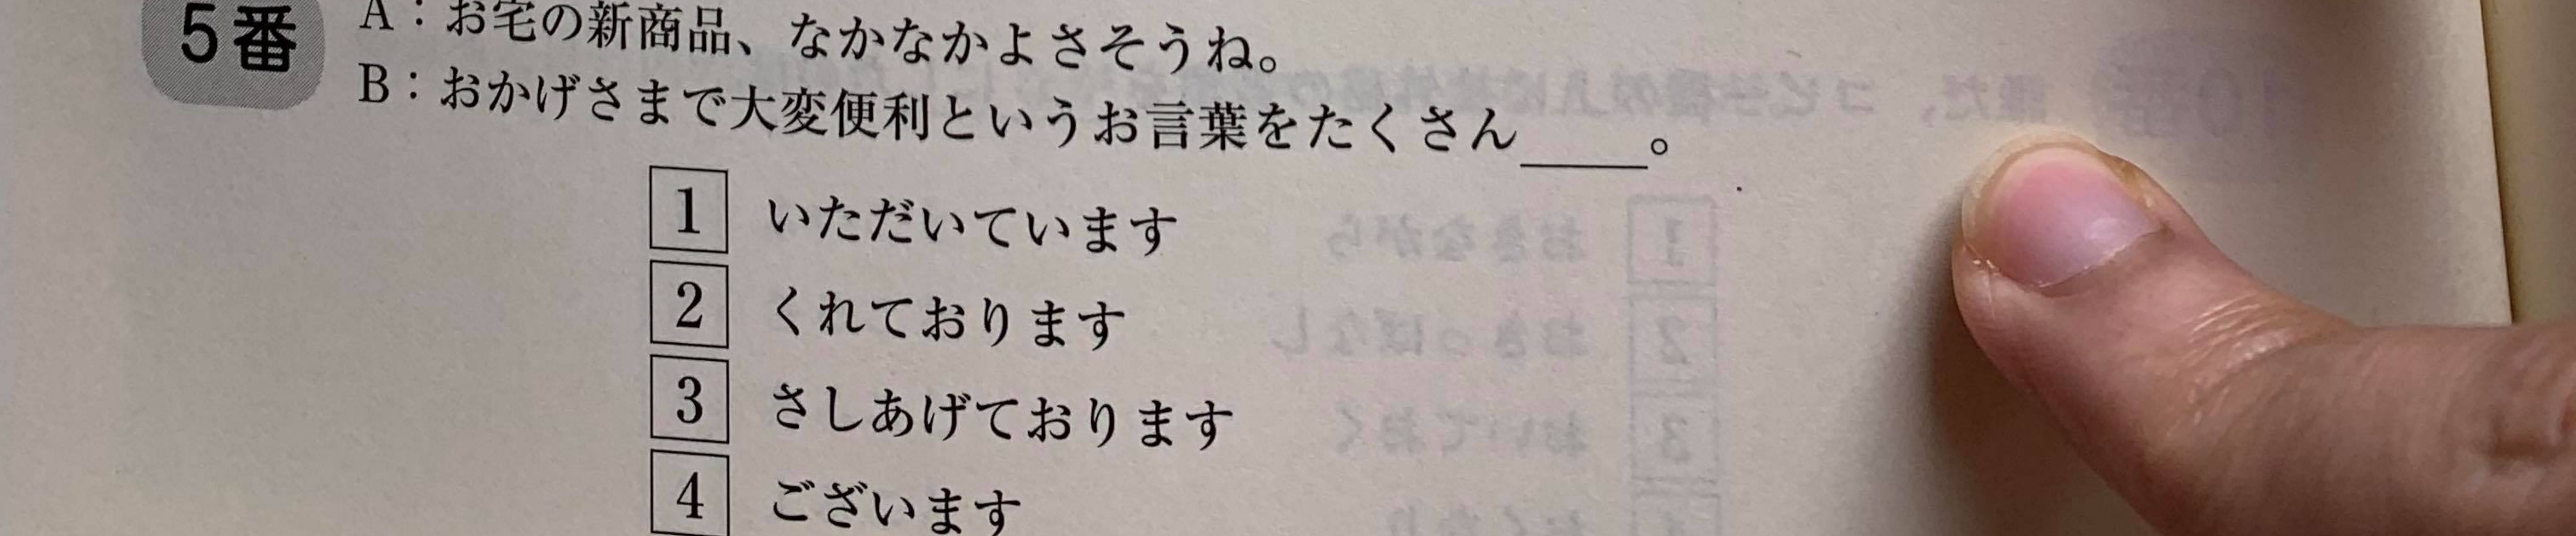 5番
A：お宅の新商品、なかなかよさそうね。
B：おかげさまで大変便利というお言葉をたくさん____。
1 いただいています
2 くれております
3 さしあげております
4 ございます